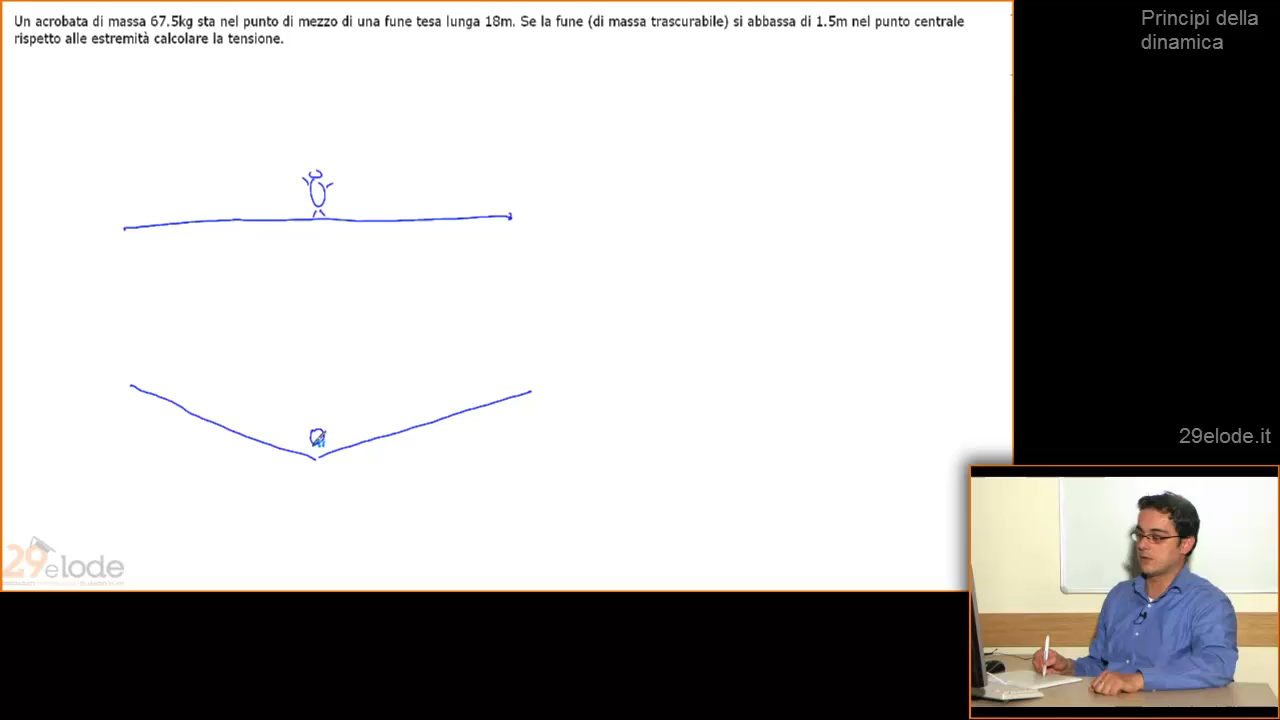 Un acrobata di massa 67.5kg sta nel punto di mezzo di una fune tesa lunga 18m. Se la fune (di massa trascurabile) si abbassa di 1.5m nel punto centrale
rispetto alle estremità calcolare la tensione.
Principi della
dinamica
29elode.it
29elode